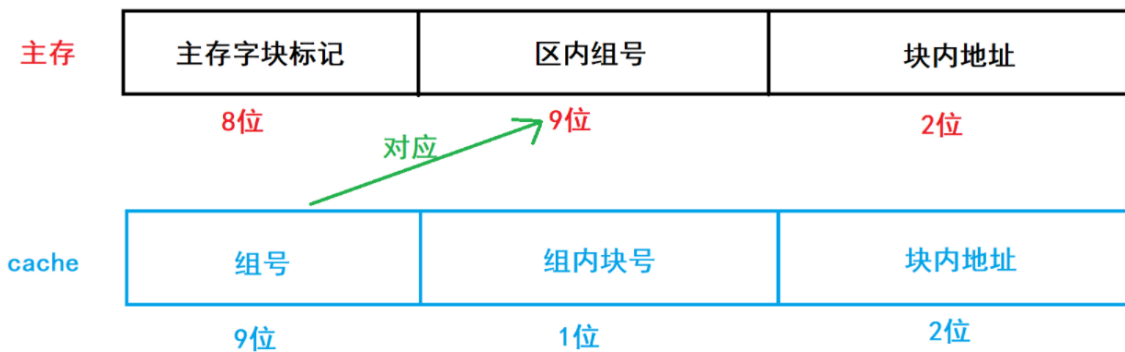 主存 主存字块标记 区内组号 块内地址
8位 9位 2位
对应
cache 组号 组内块号 块内地址
9位 1位 2位